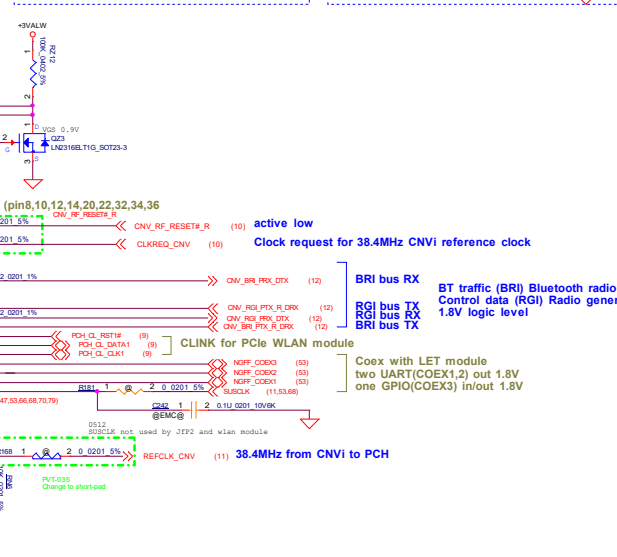 +3VALW
RZ12
100K_0402_5%
1
2
1
D
VGS 0.9V
2
G
QZ3
LN2316ELT1G_SOT23-3
S
3
(pin8,10,12,14,20,22,32,34,36
CNV_RF_RESET#_R
201_5%
CNV_RF_RESET#_R (10) active low
201_5%
CLKREQ_CNV (10) Clock request for 38.4MHz CNVi reference clock
2_0201_1%
CNV_BRI_PRX_DTX (12) BRI bus RX
BT traffic (BRI) Bluetooth radio
Control data (RGI) Radio gener
1.8V logic level
CNV_RGI_PTX_R_DRX (12) RGI bus TX
2_0201_1%
CNV_RGI_PRX_DTX (12) RGI bus RX
CNV_BRI_PTX_R_DRX (12) BRI bus TX
PCH_CL_RST1# (9)
PCH_CL_DATA1 (9) CLINK for PCIe WLAN module
PCH_CL_CLK1 (9)
NGFF_COEX3 (53) Coex with LET module
NGFF_COEX2 (53) two UART(COEX1,2) out 1.8V
NGFF_COEX1 (53) one GPIO(COEX3) in/out 1.8V
R181 1 @ 2 0_0201_5% SUSCLK (11,53,68)
47,53,66,68,70,79)
C242 1 2 0.1U_0201_10V6K
@EMC@
0512
SUSCLK not used by JfP2 and wlan module
R168 1 @ 2 0_0201_5% REFCLK_CNV (11) 38.4MHz from CNVi to PCH
PVT-035
Change to short-pad